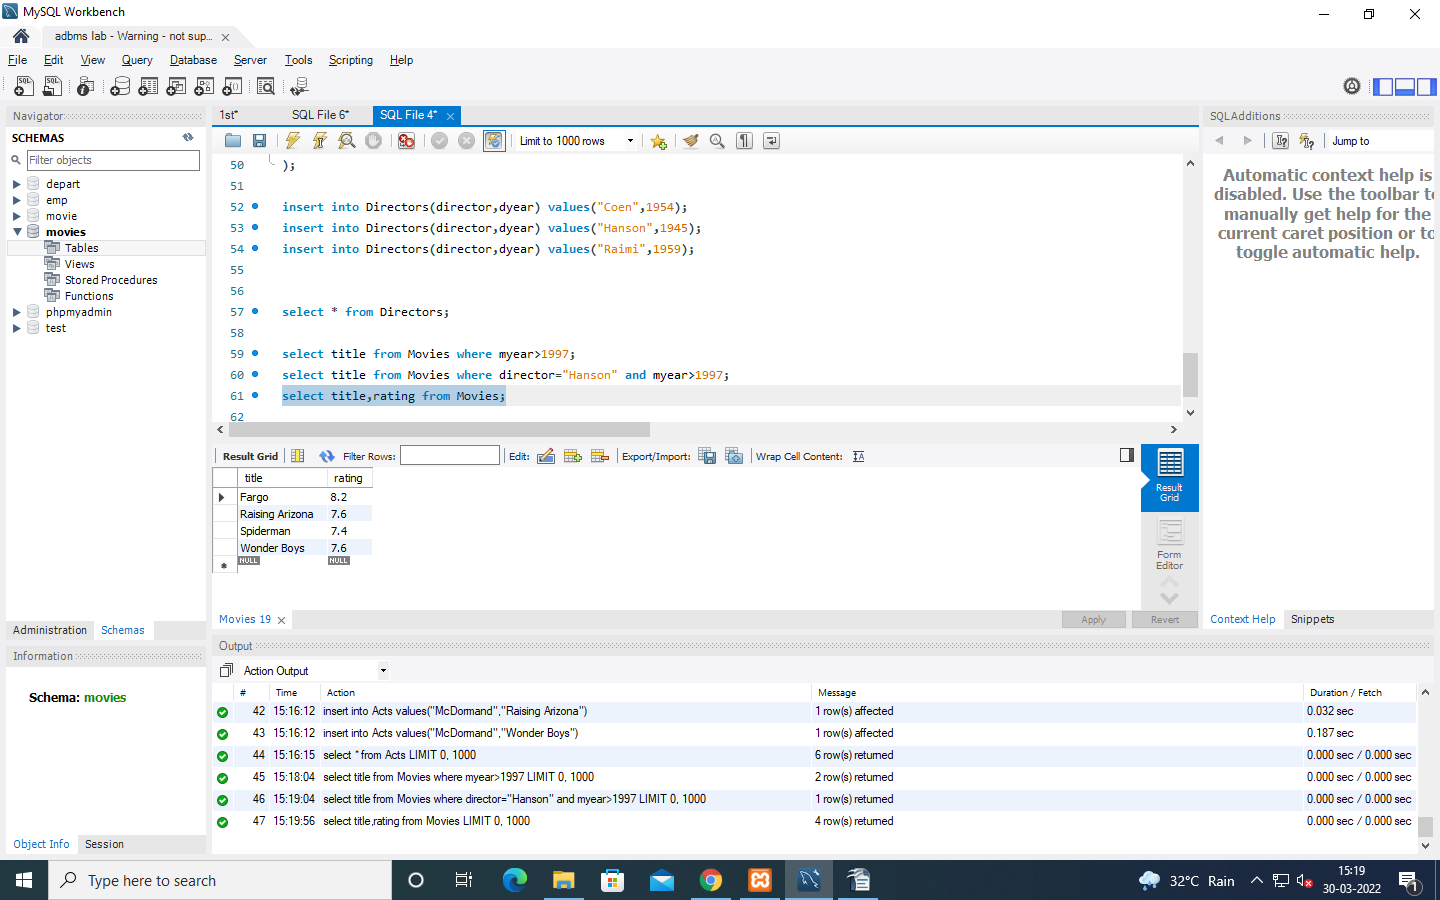 MySQL Workbench
adbms lab - Warning - not sup...
File Edit View Query Database Server Tools Scripting Help
Navigator
SCHEMAS
Filter objects
depart
emp
movie
movies
Tables
Views
Stored Procedures
Functions
phpmyadmin
test
Administration Schemas
Information
Schema: movies
Object Info Session
1st* SQL File 6* SQL File 4*
Limit to 1000 rows
50 );
51
52 insert into Directors(director,dyear) values("Coen",1954);
53 insert into Directors(director,dyear) values("Hanson",1945);
54 insert into Directors(director,dyear) values("Raimi",1959);
55
56
57 select * from Directors;
58
59 select title from Movies where myear>1997;
60 select title from Movies where director="Hanson" and myear>1997;
61 select title,rating from Movies;
62
Result Grid Filter Rows: Edit: Export/Import: Wrap Cell Content:
title rating
Fargo 8.2
Raising Arizona 7.6
Spiderman 7.4
Wonder Boys 7.6
NULL NULL
Result Grid
Form Editor
Movies 19
Apply Revert
SQLAdditions
Jump to
Automatic context help is
disabled. Use the toolbar to
manually get help for the
current caret position or to
toggle automatic help.
Context Help Snippets
Output
Action Output
# Time Action Message Duration / Fetch
42 15:16:12 insert into Acts values("McDormand","Raising Arizona") 1 row(s) affected 0.032 sec
43 15:16:12 insert into Acts values("McDormand","Wonder Boys") 1 row(s) affected 0.187 sec
44 15:16:15 select * from Acts LIMIT 0, 1000 6 row(s) returned 0.000 sec / 0.000 sec
45 15:18:04 select title from Movies where myear>1997 LIMIT 0, 1000 2 row(s) returned 0.000 sec / 0.000 sec
46 15:19:04 select title from Movies where director="Hanson" and myear>1997 LIMIT 0, 1000 1 row(s) returned 0.000 sec / 0.000 sec
47 15:19:56 select title,rating from Movies LIMIT 0, 1000 4 row(s) returned 0.000 sec / 0.000 sec
Type here to search
32°C Rain
15:19
30-03-2022
1